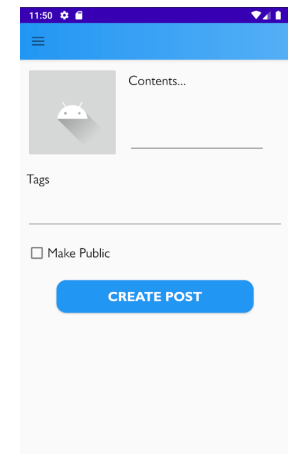 11:50
Contents...
Tags
Make Public
CREATE POST